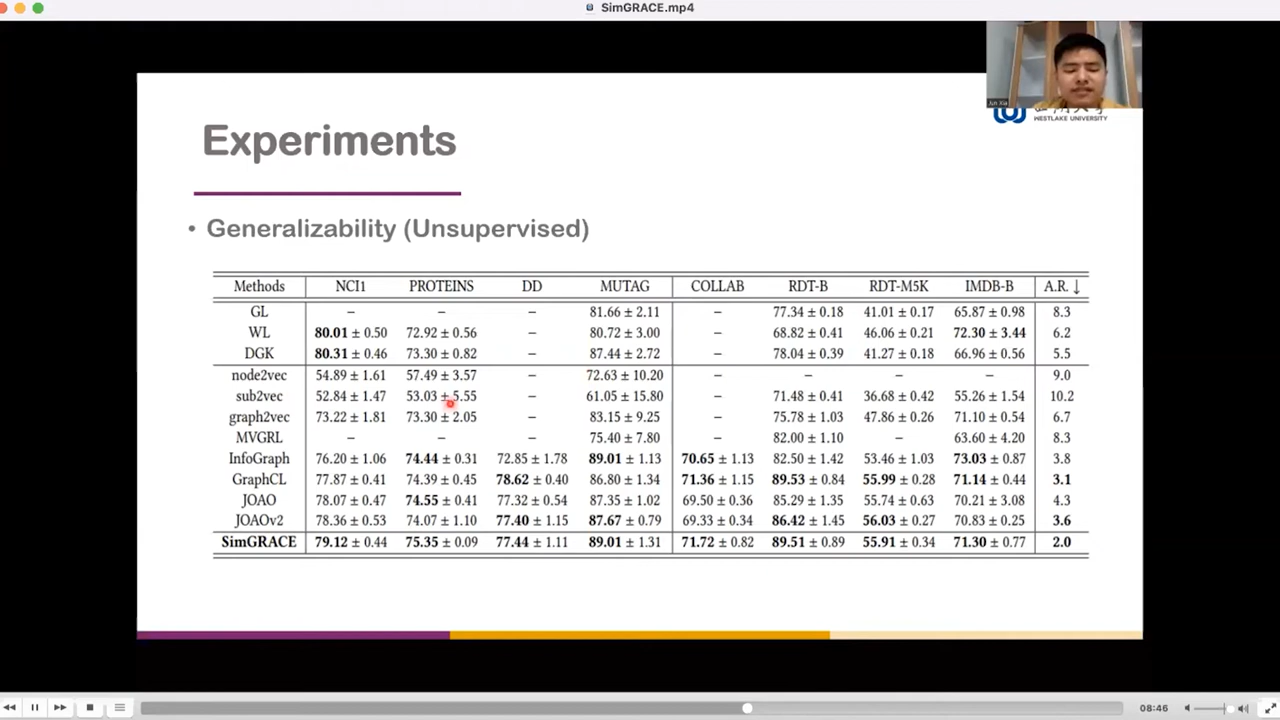 SimGRACE.mp4
Jun Xia
WESTLAKE UNIVERSITY
Experiments
• Generalizability (Unsupervised)
Methods NCI1 PROTEINS DD MUTAG COLLAB RDT-B RDT-M5K IMDB-B A.R. ↓
GL – – – 81.66 ± 2.11 – 77.34 ± 0.18 41.01 ± 0.17 65.87 ± 0.98 8.3
WL 80.01 ± 0.50 72.92 ± 0.56 – 80.72 ± 3.00 – 68.82 ± 0.41 46.06 ± 0.21 72.30 ± 3.44 6.2
DGK 80.31 ± 0.46 73.30 ± 0.82 – 87.44 ± 2.72 – 78.04 ± 0.39 41.27 ± 0.18 66.96 ± 0.56 5.5
node2vec 54.89 ± 1.61 57.49 ± 3.57 – 72.63 ± 10.20 – – – – 9.0
sub2vec 52.84 ± 1.47 53.03 ± 5.55 – 61.05 ± 15.80 – 71.48 ± 0.41 36.68 ± 0.42 55.26 ± 1.54 10.2
graph2vec 73.22 ± 1.81 73.30 ± 2.05 – 83.15 ± 9.25 – 75.78 ± 1.03 47.86 ± 0.26 71.10 ± 0.54 6.7
MVGRL – – – 75.40 ± 7.80 – 82.00 ± 1.10 – 63.60 ± 4.20 8.3
InfoGraph 76.20 ± 1.06 74.44 ± 0.31 72.85 ± 1.78 89.01 ± 1.13 70.65 ± 1.13 82.50 ± 1.42 53.46 ± 1.03 73.03 ± 0.87 3.8
GraphCL 77.87 ± 0.41 74.39 ± 0.45 78.62 ± 0.40 86.80 ± 1.34 71.36 ± 1.15 89.53 ± 0.84 55.99 ± 0.28 71.14 ± 0.44 3.1
JOAO 78.07 ± 0.47 74.55 ± 0.41 77.32 ± 0.54 87.35 ± 1.02 69.50 ± 0.36 85.29 ± 1.35 55.74 ± 0.63 70.21 ± 3.08 4.3
JOAOv2 78.36 ± 0.53 74.07 ± 1.10 77.40 ± 1.15 87.67 ± 0.79 69.33 ± 0.34 86.42 ± 1.45 56.03 ± 0.27 70.83 ± 0.25 3.6
SimGRACE 79.12 ± 0.44 75.35 ± 0.09 77.44 ± 1.11 89.01 ± 1.31 71.72 ± 0.82 89.51 ± 0.89 55.91 ± 0.34 71.30 ± 0.77 2.0
08:46